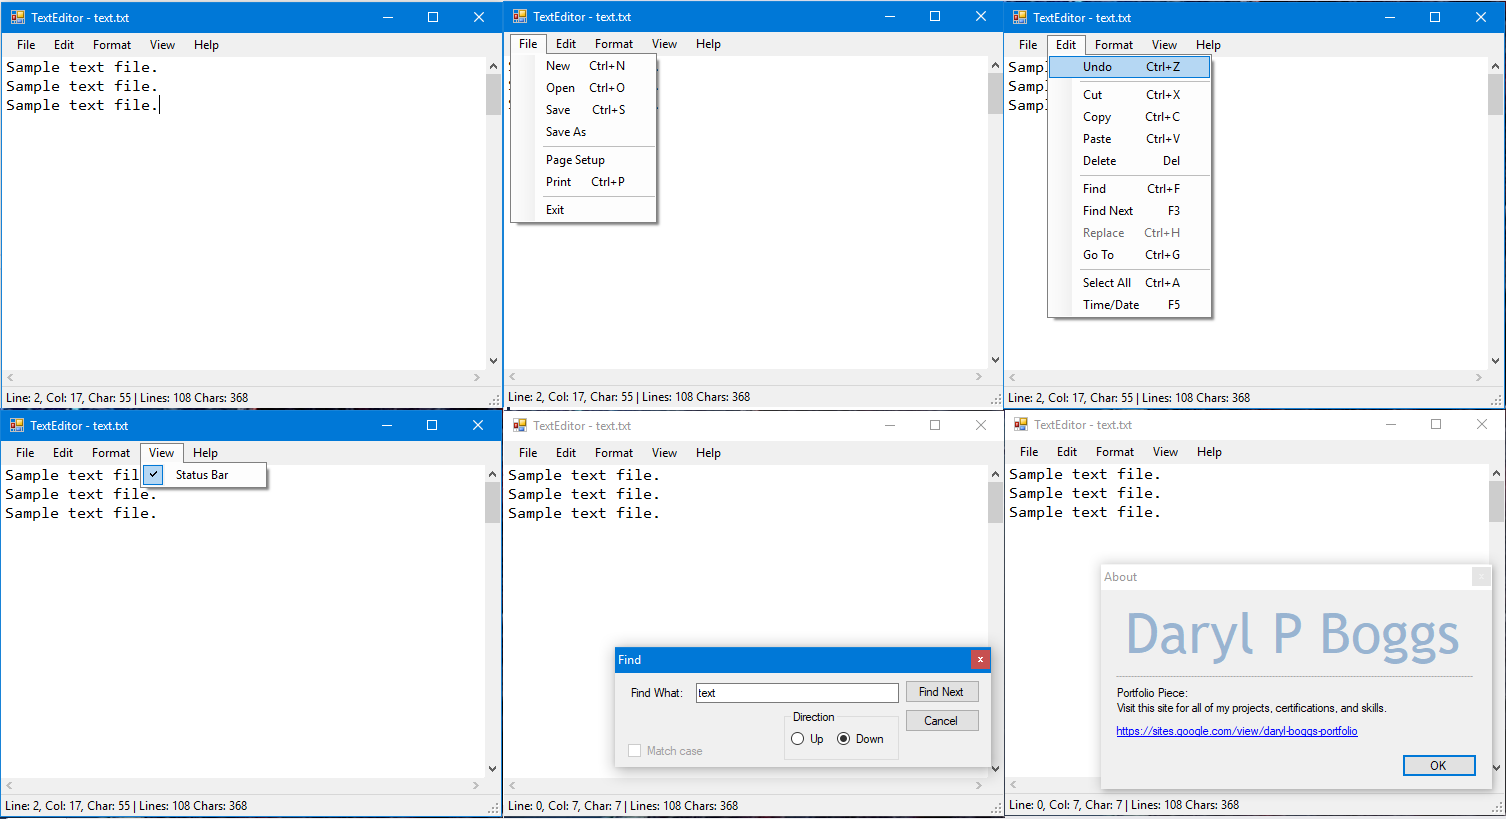 TextEditor - text.txt
File Edit Format View Help
Sample text file.
Sample text file.
Sample text file.
Line: 2, Col: 17, Char: 55 | Lines: 108 Chars: 368
TextEditor - text.txt
File Edit Format View Help
New Ctrl+N
Open Ctrl+O
Save Ctrl+S
Save As
Page Setup
Print Ctrl+P
Exit
Line: 2, Col: 17, Char: 55 | Lines: 108 Chars: 368
TextEditor - text.txt
File Edit Format View Help
Samp
Samp
Samp
Undo Ctrl+Z
Cut Ctrl+X
Copy Ctrl+C
Paste Ctrl+V
Delete Del
Find Ctrl+F
Find Next F3
Replace Ctrl+H
Go To Ctrl+G
Select All Ctrl+A
Time/Date F5
Line: 2, Col: 17, Char: 55 | Lines: 108 Chars: 368
TextEditor - text.txt
File Edit Format View Help
Status Bar
Sample text fil
Sample text file.
Sample text file.
Line: 2, Col: 17, Char: 55 | Lines: 108 Chars: 368
TextEditor - text.txt
File Edit Format View Help
Sample text file.
Sample text file.
Sample text file.
Find
Find What: text Find Next
Cancel
Direction
Up Down
Match case
Line: 0, Col: 7, Char: 7 | Lines: 108 Chars: 368
TextEditor - text.txt
File Edit Format View Help
Sample text file.
Sample text file.
Sample text file.
About
Daryl P Boggs
Portfolio Piece:
Visit this site for all of my projects, certifications, and skills.
https://sites.google.com/view/daryl-boggs-portfolio
OK
Line: 0, Col: 7, Char: 7 | Lines: 108 Chars: 368